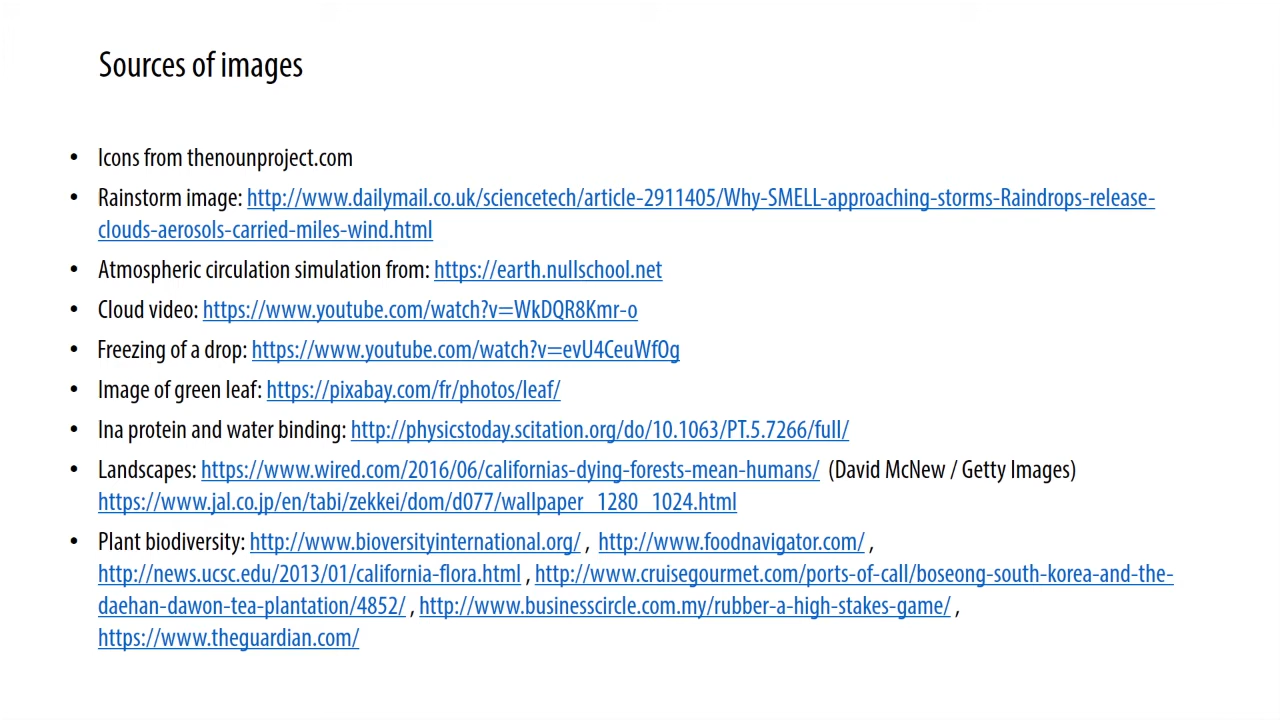 Sources of images
• Icons from thenounproject.com
• Rainstorm image: http://www.dailymail.co.uk/sciencetech/article-2911405/Why-SMELL-approaching-storms-Raindrops-release-
clouds-aerosols-carried-miles-wind.html
• Atmospheric circulation simulation from: https://earth.nullschool.net
• Cloud video: https://www.youtube.com/watch?v=WkDQR8Kmr-o
• Freezing of a drop: https://www.youtube.com/watch?v=evU4CeuWfOg
• Image of green leaf: https://pixabay.com/fr/photos/leaf/
• Ina protein and water binding: http://physicstoday.scitation.org/do/10.1063/PT.5.7266/full/
• Landscapes: https://www.wired.com/2016/06/californias-dying-forests-mean-humans/ (David McNew / Getty Images)
https://www.jal.co.jp/en/tabi/zekkei/dom/d077/wallpaper_1280_1024.html
• Plant biodiversity: http://www.bioversityinternational.org/ , http://www.foodnavigator.com/ ,
http://news.ucsc.edu/2013/01/california-flora.html , http://www.cruisegourmet.com/ports-of-call/boseong-south-korea-and-the-
daehan-dawon-tea-plantation/4852/ , http://www.businesscircle.com.my/rubber-a-high-stakes-game/ ,
https://www.theguardian.com/